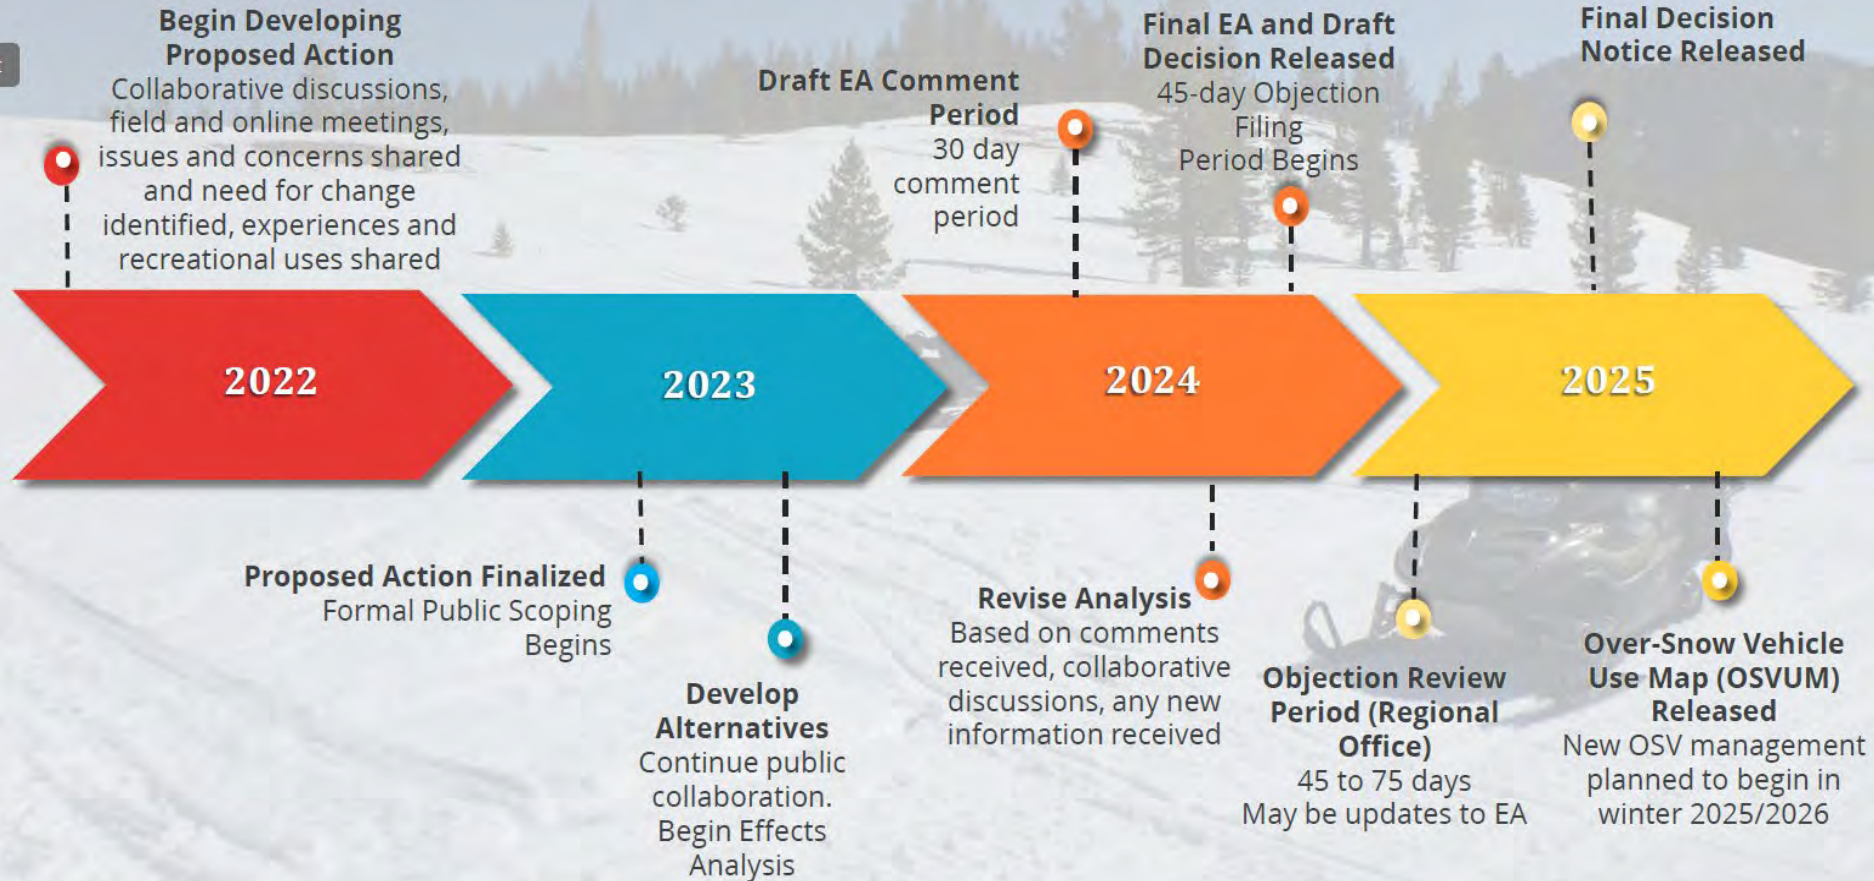 Begin Developing
Proposed Action
Collaborative discussions,
field and online meetings,
issues and concerns shared
and need for change
identified, experiences and
recreational uses shared
Draft EA Comment
Period
30 day
comment
period
Final EA and Draft
Decision Released
45-day Objection
Filing
Period Begins
Final Decision
Notice Released
2022
2023
2024
2025
Proposed Action Finalized
Formal Public Scoping
Begins
Develop
Alternatives
Continue public
collaboration.
Begin Effects
Analysis
Revise Analysis
Based on comments
received, collaborative
discussions, any new
information received
Objection Review
Period (Regional
Office)
45 to 75 days
May be updates to EA
Over-Snow Vehicle
Use Map (OSVUM)
Released
New OSV management
planned to begin in
winter 2025/2026